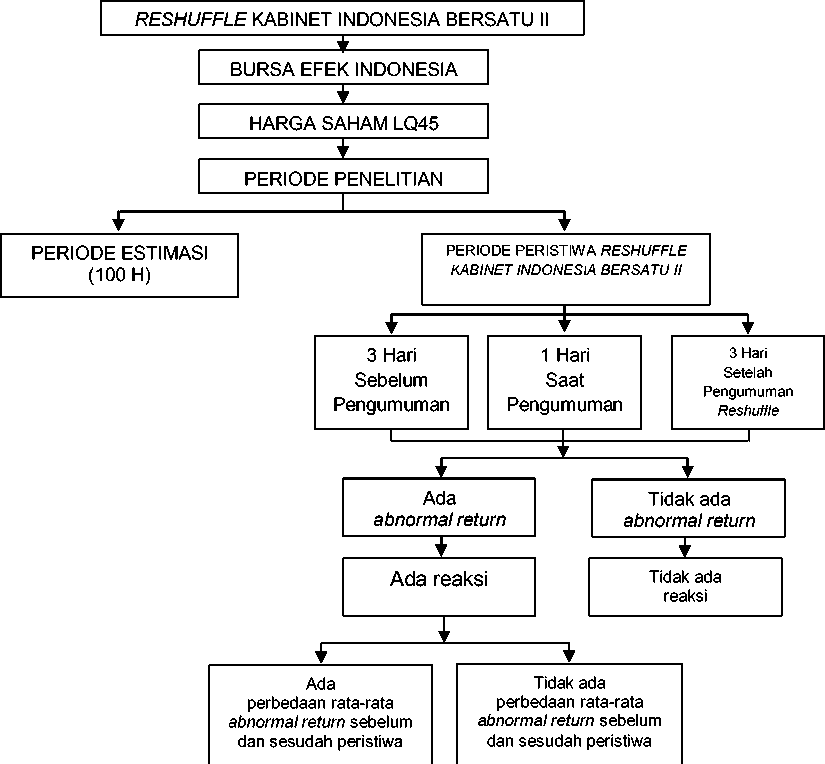 RESHUFFLE KABINET INDONESIA BERSATU II
BURSA EFEK INDONESIA
HARGA SAHAM LQ45
PERIODE PENELITIAN
PERIODE ESTIMASI
(100 H)
PERIODE PERISTIWA RESHUFFLE
KABINET INDONESIA BERSATU II
3 Hari
Sebelum
Pengumuman
1 Hari
Saat
Pengumuman
3 Hari
Setelah
Pengumuman
Reshuffle
Ada
abnormal return
Tidak ada
abnormal return
Ada reaksi
Tidak ada
reaksi
Ada
perbedaan rata-rata
abnormal return sebelum
dan sesudah peristiwa
Tidak ada
perbedaan rata-rata
abnormal return sebelum
dan sesudah peristiwa